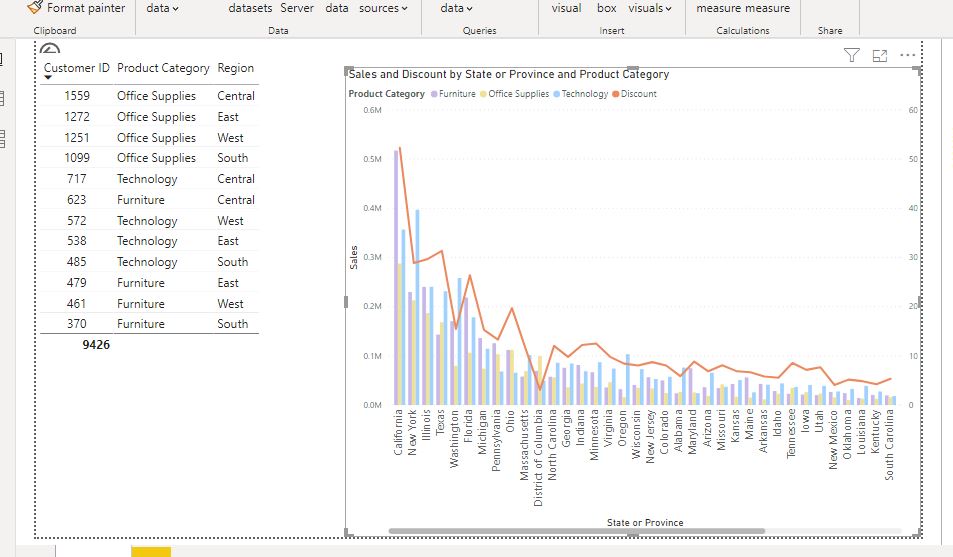 Format painter data datasets Server data sources data visual box visuals measure measure
Clipboard Data Queries Insert Calculations Share
Customer ID Product Category Region
1559 Office Supplies Central
1272 Office Supplies East
1251 Office Supplies West
1099 Office Supplies South
717 Technology Central
623 Furniture Central
572 Technology West
538 Technology East
485 Technology South
479 Furniture East
461 Furniture West
370 Furniture South
9426
Sales and Discount by State or Province and Product Category
Product Category Furniture Office Supplies Technology Discount
0.6M 60
0.5M 50
0.4M 40
0.3M 30
0.2M 20
0.1M 10
0.0M 0
Sales
California
New York
Illinois
Texas
Washington
Florida
Michigan
Pennsylvania
Ohio
Massachusetts
District of Columbia
North Carolina
Georgia
Indiana
Minnesota
Virginia
Oregon
Wisconsin
New Jersey
Colorado
Alabama
Maryland
Arizona
Missouri
Kansas
Maine
Arkansas
Idaho
Tennessee
Iowa
Utah
New Mexico
Oklahoma
Louisiana
Kentucky
South Carolina
State or Province